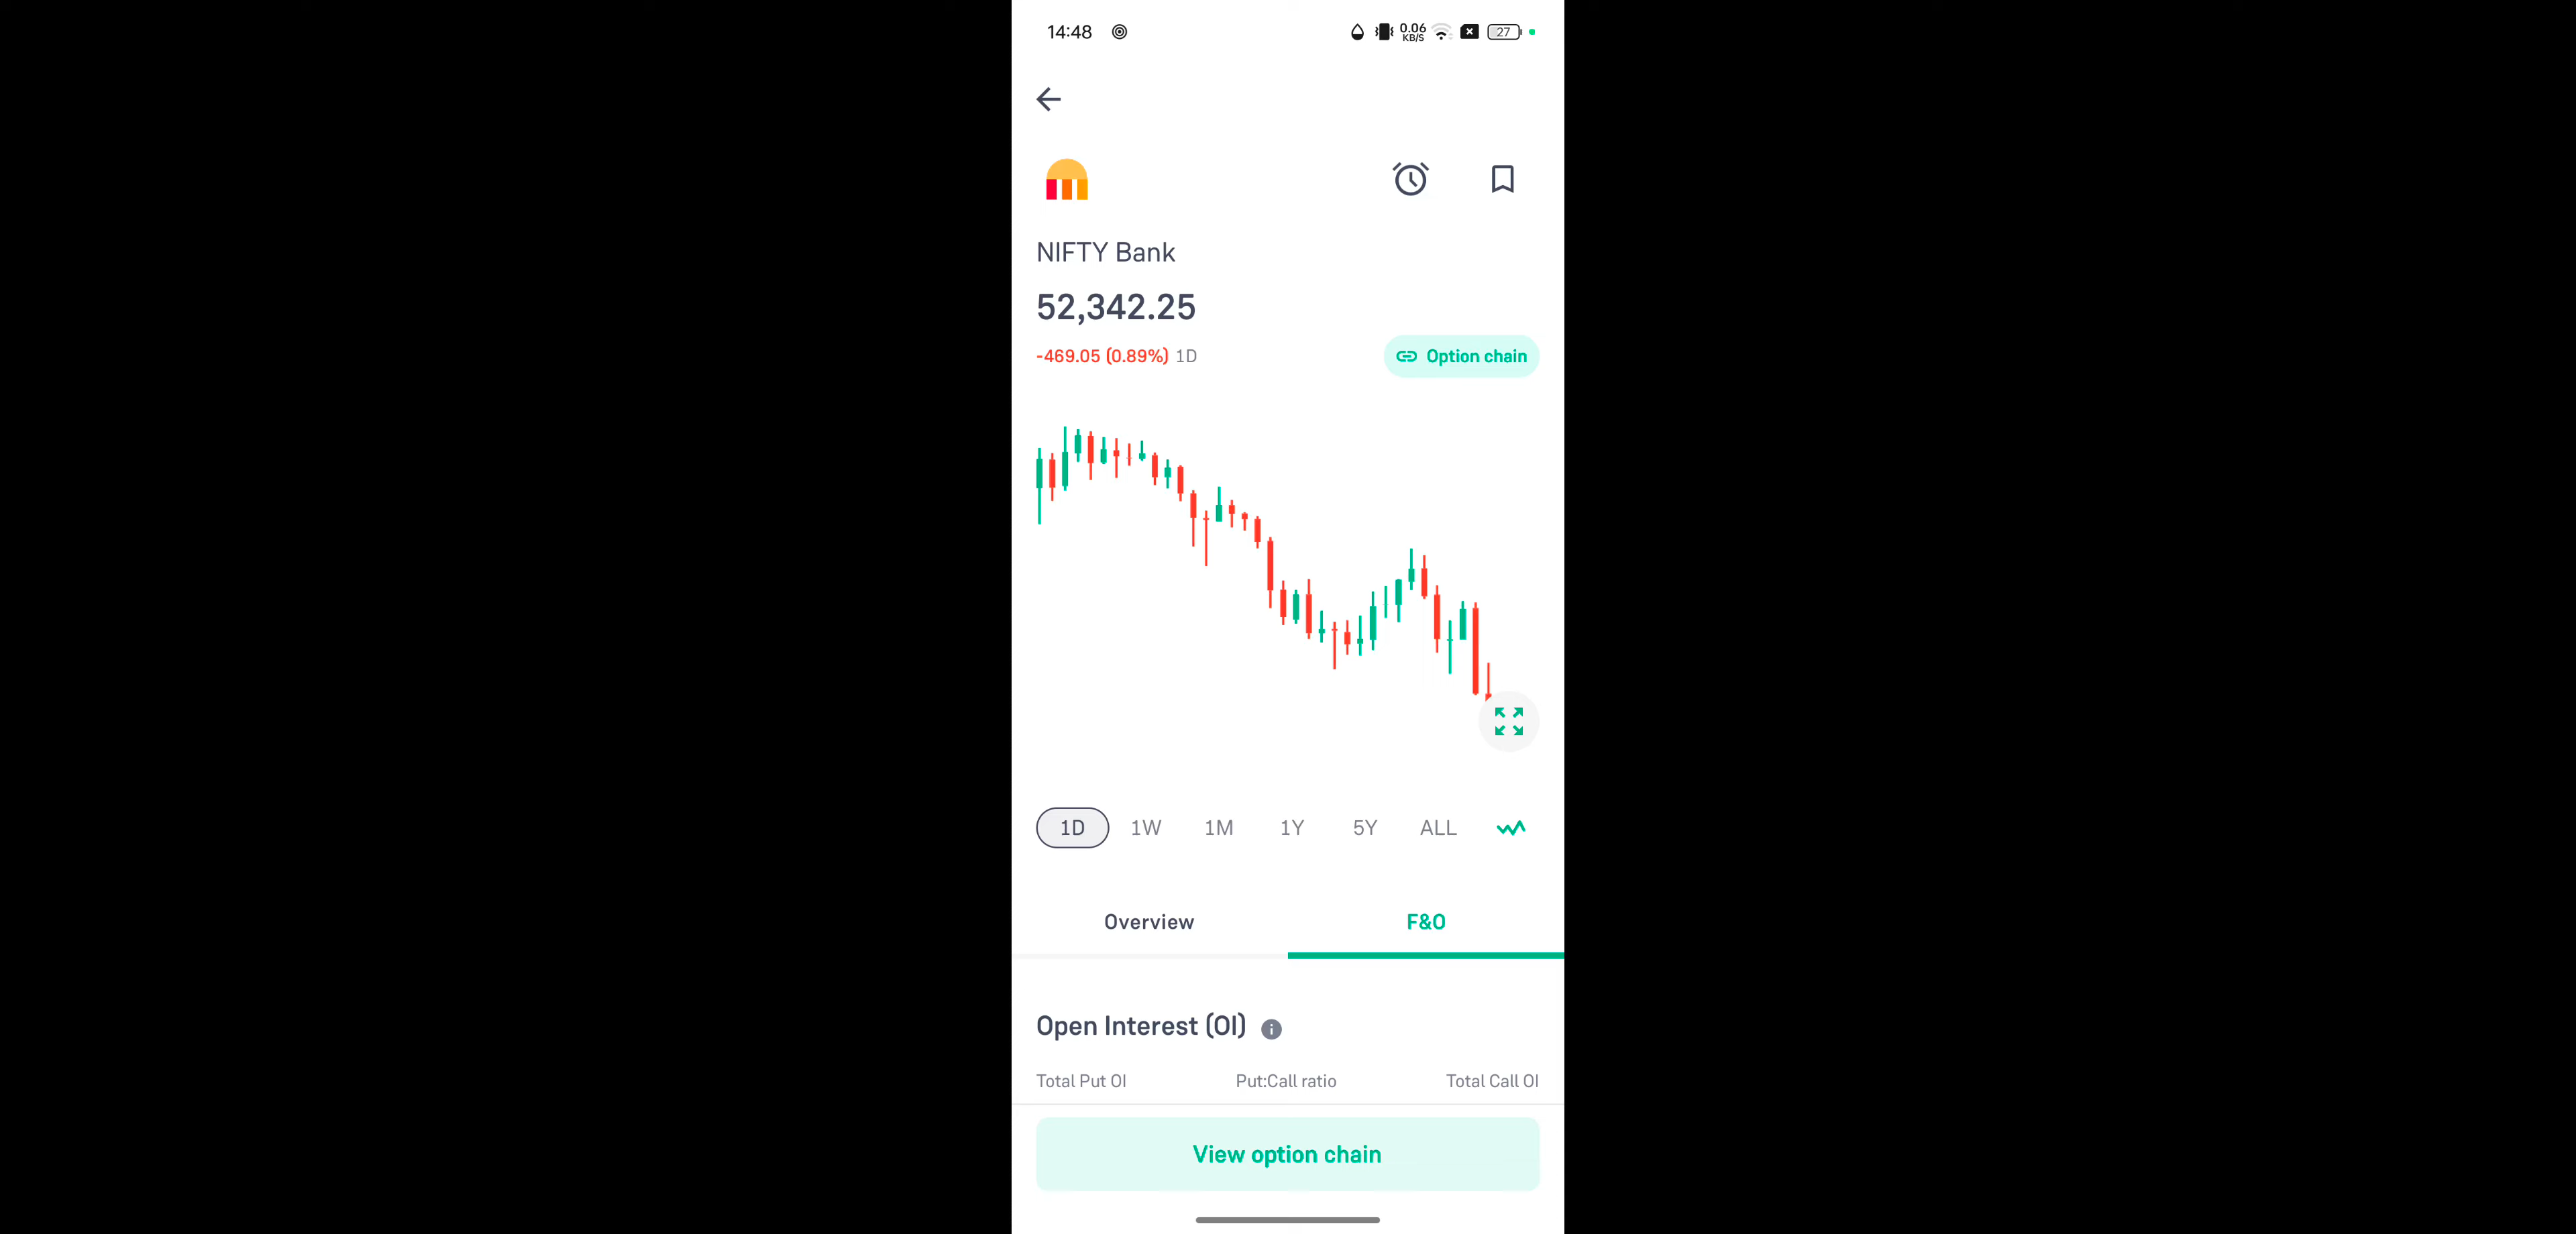 14:48
0.06
KB/S
27
NIFTY Bank
52,342.25
-469.05 (0.89%) 1D
Option chain
1D 1W 1M 1Y 5Y ALL
Overview F&O
Open Interest (OI)
Total Put OI Put:Call ratio Total Call OI
View option chain